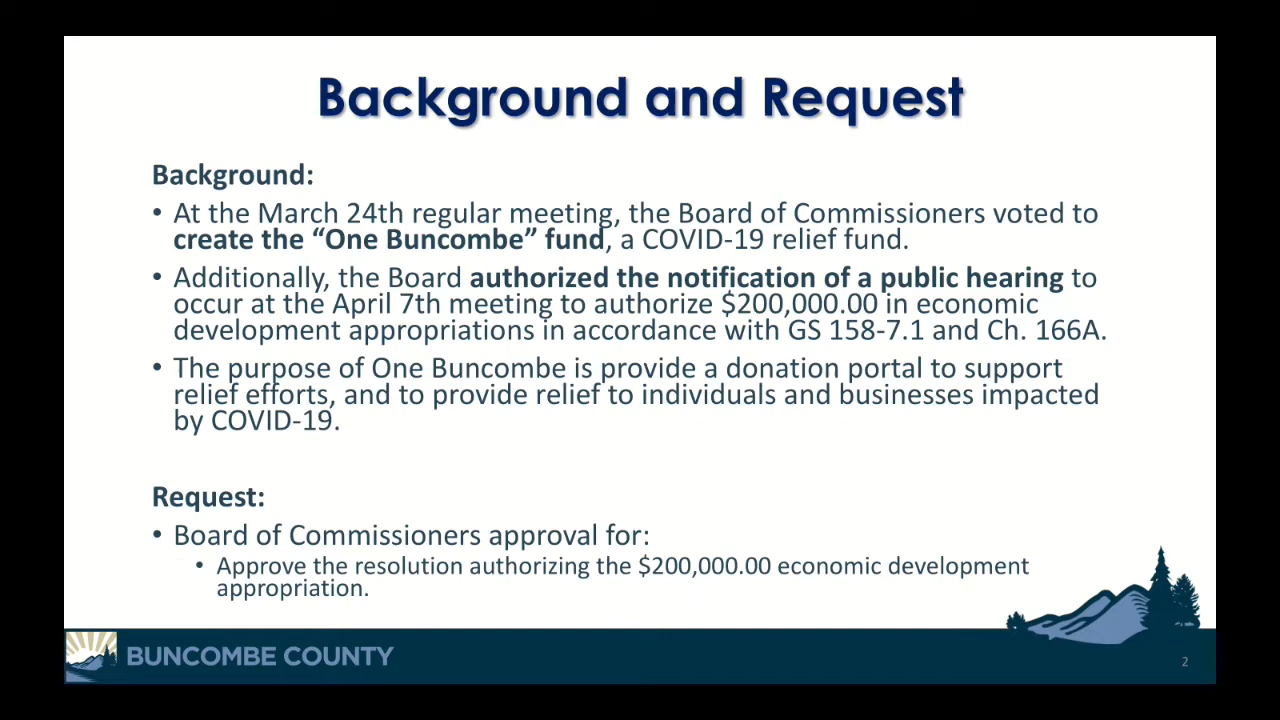 Background and Request
Background:
• At the March 24th regular meeting, the Board of Commissioners voted to
create the “One Buncombe” fund, a COVID-19 relief fund.
• Additionally, the Board authorized the notification of a public hearing to
occur at the April 7th meeting to authorize $200,000.00 in economic
development appropriations in accordance with GS 158-7.1 and Ch. 166A.
• The purpose of One Buncombe is provide a donation portal to support
relief efforts, and to provide relief to individuals and businesses impacted
by COVID-19.
Request:
• Board of Commissioners approval for:
• Approve the resolution authorizing the $200,000.00 economic development
appropriation.
BUNCOMBE COUNTY
2